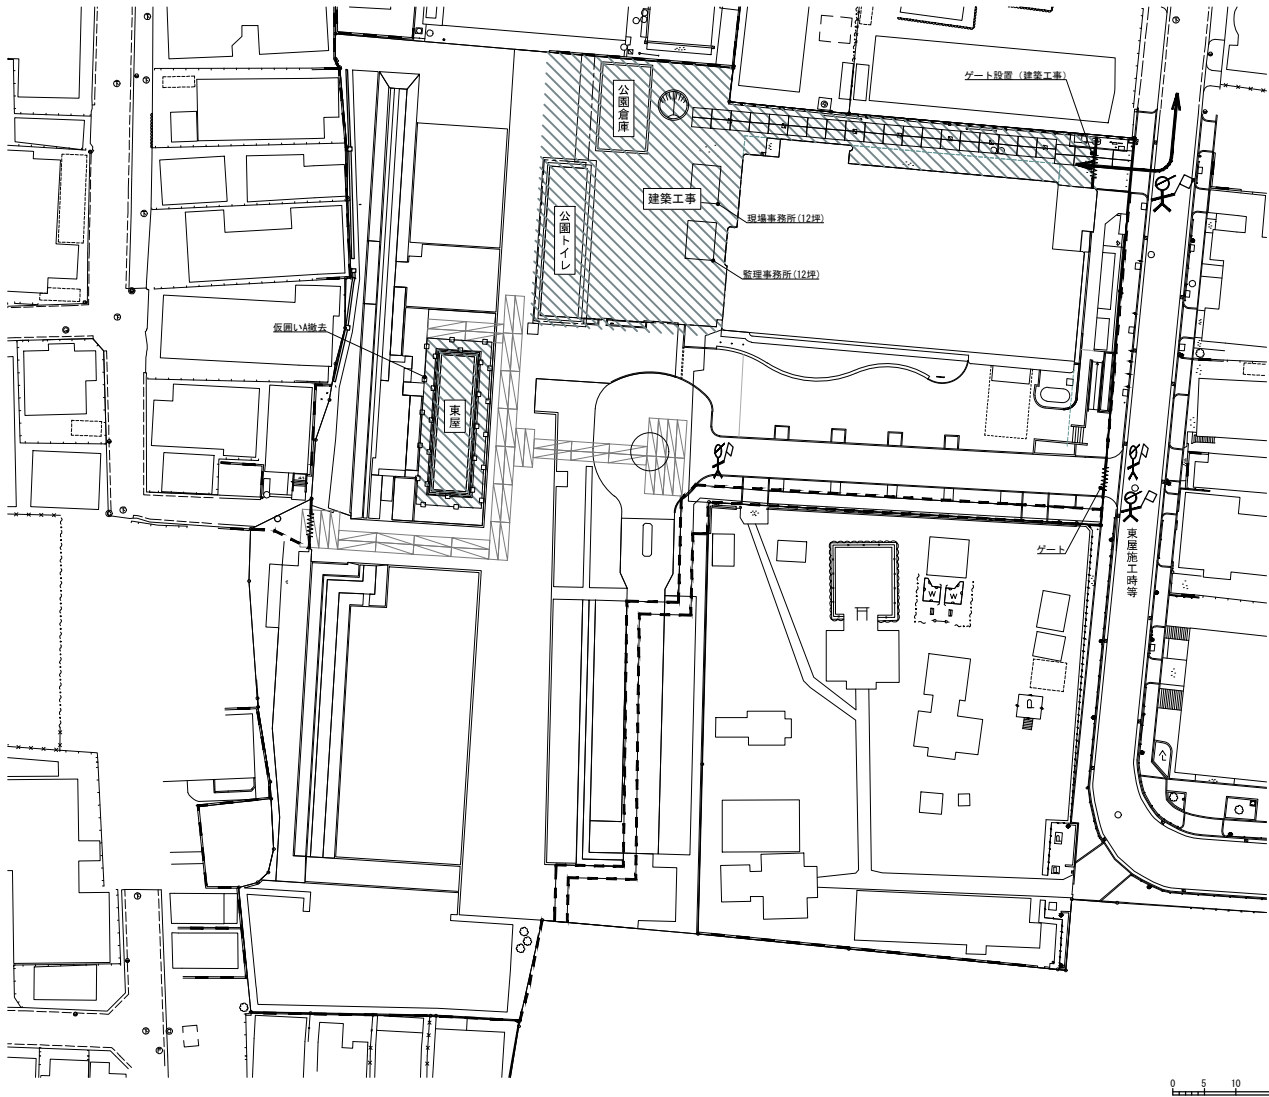 ゲート設置 (建築工事)
公園倉庫
建築工事
現場事務所(12坪)
公園トイレ
監理事務所(12坪)
仮囲いA撤去
東屋
ゲート
東屋施工時等
W W
0 5 10